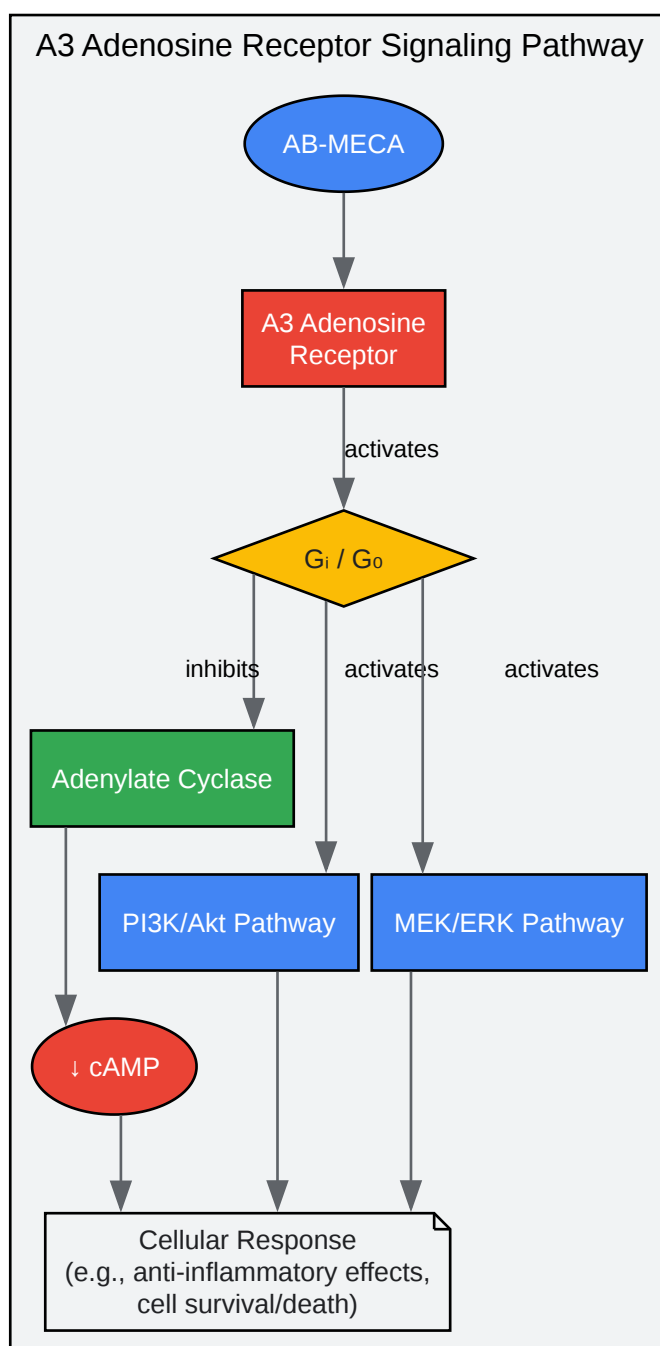 A3 Adenosine Receptor Signaling Pathway
AB-MECA
A3 Adenosine
Receptor
activates
Gᵢ / Gₒ
inhibits
activates
activates
Adenylate Cyclase
PI3K/Akt Pathway
MEK/ERK Pathway
↓ cAMP
Cellular Response
(e.g., anti-inflammatory effects,
cell survival/death)